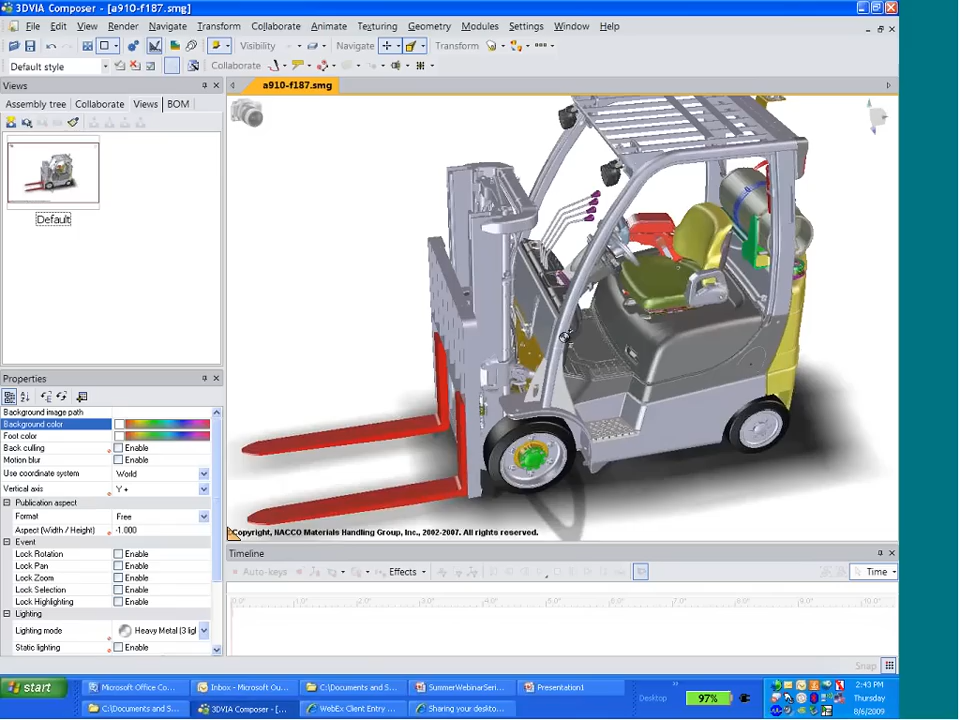 3DVIA Composer - [a910-f187.smg]
File Edit View Render Navigate Transform Collaborate Animate Texturing Geometry Modules Settings Window Help
Visibility Navigate Transform
Default style Collaborate
Views
a910-f187.smg
Assembly tree Collaborate Views BOM
Default
Properties
Background image path
Background color
Foot color
Back culling Enable
Motion blur Enable
Use coordinate system World
Vertical axis Y +
Publication aspect
Format Free
Aspect (Width / Height) -1.000
Event
Lock Rotation Enable
Lock Pan Enable
Lock Zoom Enable
Lock Selection Enable
Lock Highlighting Enable
Lighting
Lighting mode Heavy Metal (3 ligl
Static lighting Enable
Copyright, NACCO Materials Handling Group, Inc., 2002-2007. All rights reserved.
Timeline
Auto-keys Effects Time
Snap
start
Microsoft Office Co...
Inbox - Microsoft Ou...
C:\Documents and S...
SummerWebinarSeri...
Presentation1
C:\Documents and S...
3DVIA Composer - [...
WebEx Client Entry ...
Sharing your deskto...
Desktop
97%
2:43 PM
Thursday
8/6/2009